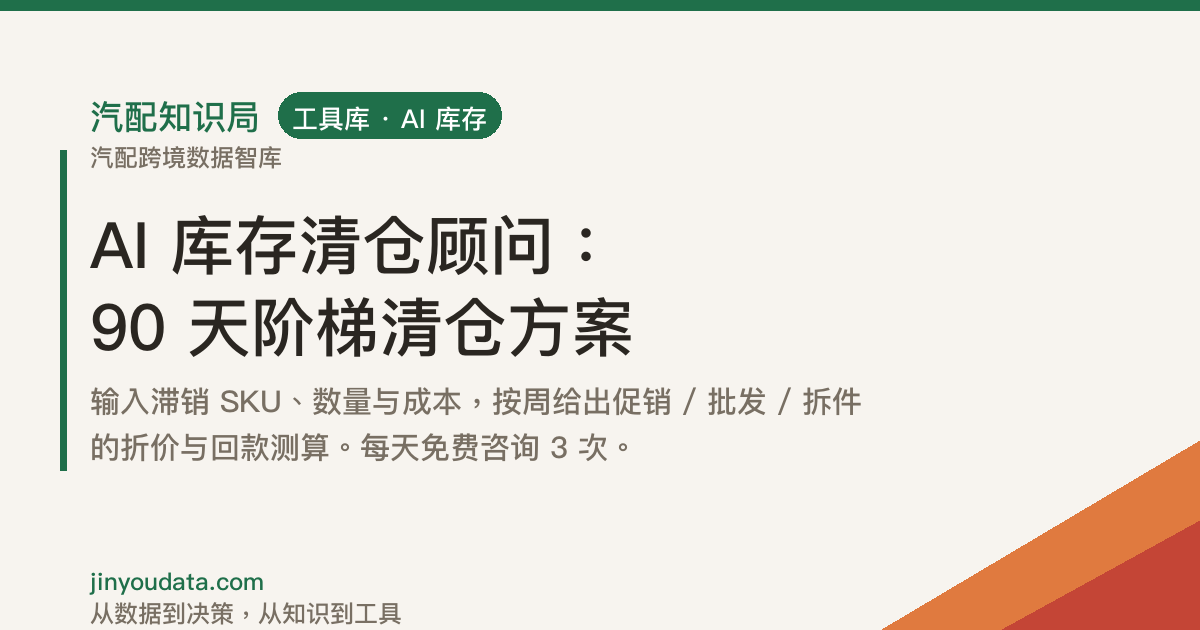 汽配知识局
工具库 · AI 库存
汽配跨境数据智库
AI 库存清仓顾问：
90 天阶梯清仓方案
输入滞销 SKU、数量与成本，按周给出促销 / 批发 / 拆件
的折价与回款测算。每天免费咨询 3 次。
jinyoudata.com
从数据到决策，从知识到工具